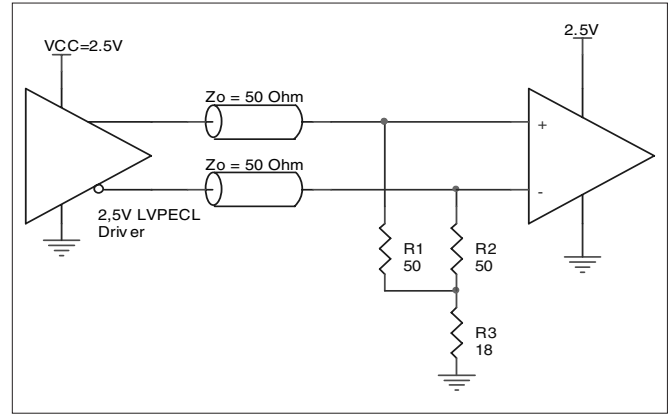 VCC=2.5V
2.5V
Zo = 50 Ohm
+
Zo = 50 Ohm
-
2,5V LVPECL
Driver
R1
50
R2
50
R3
18